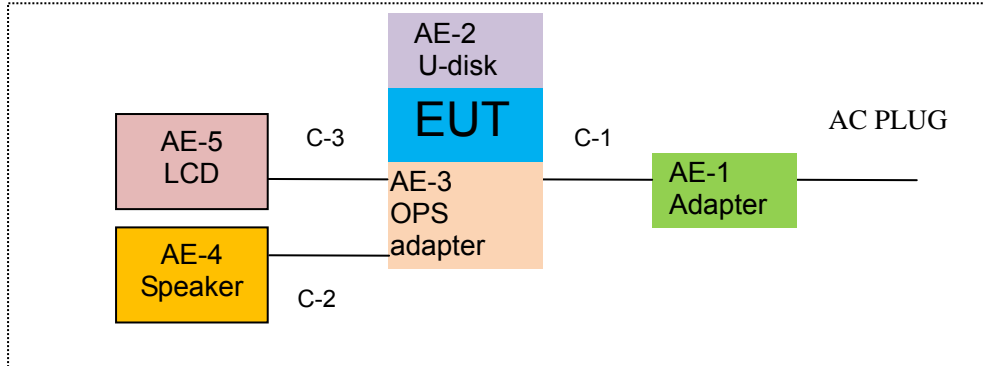 AE-2
U-disk
EUT
AC PLUG
C-3
C-1
AE-5
LCD
AE-3
OPS
adapter
AE-1
Adapter
AE-4
Speaker
C-2